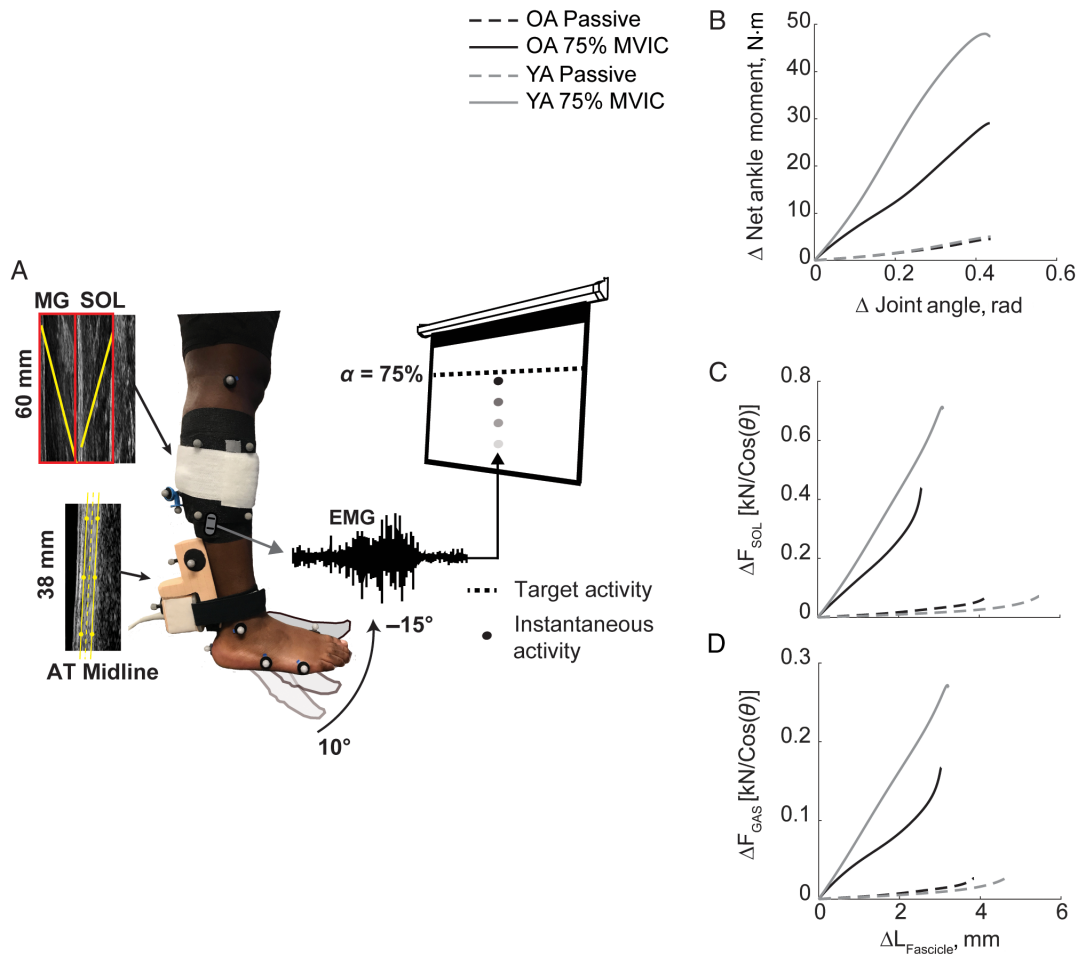 OA Passive
OA 75% MVIC
YA Passive
YA 75% MVIC
A
MG SOL
60 mm
38 mm
AT Midline
α = 75%
EMG
Target activity
Instantaneous
activity
–15°
10°
B
Δ Net ankle moment, N·m
50
40
30
20
10
0
0 0.2 0.4 0.6
Δ Joint angle, rad
C
ΔF_SOL [kN/Cos(θ)]
0.8
0.6
0.4
0.2
0
D
ΔF_GAS [kN/Cos(θ)]
0.3
0.2
0.1
0
0 2 4 6
ΔL_Fascicle, mm